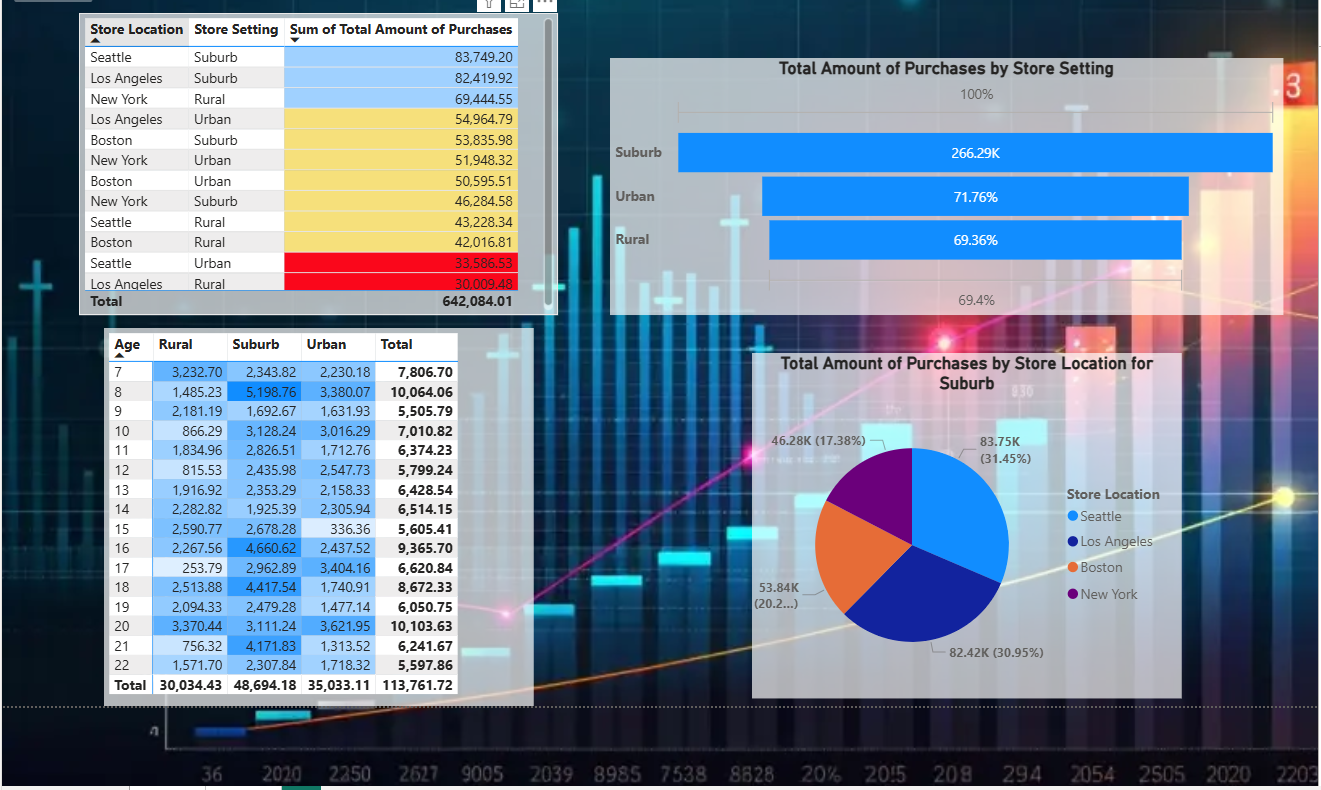 Store Location Store Setting Sum of Total Amount of Purchases
Seattle Suburb 83,749.20
Los Angeles Suburb 82,419.92
New York Rural 69,444.55
Los Angeles Urban 54,964.79
Boston Suburb 53,835.98
New York Urban 51,948.32
Boston Urban 50,595.51
New York Suburb 46,284.58
Seattle Rural 43,228.34
Boston Rural 42,016.81
Seattle Urban 33,586.53
Los Angeles Rural 30,009.48
Total 642,084.01
Total Amount of Purchases by Store Setting
100%
Suburb 266.29K
Urban 71.76%
Rural 69.36%
69.4%
3
Age Rural Suburb Urban Total
7 3,232.70 2,343.82 2,230.18 7,806.70
8 1,485.23 5,198.76 3,380.07 10,064.06
9 2,181.19 1,692.67 1,631.93 5,505.79
10 866.29 3,128.24 3,016.29 7,010.82
11 1,834.96 2,826.51 1,712.76 6,374.23
12 815.53 2,435.98 2,547.73 5,799.24
13 1,916.92 2,353.29 2,158.33 6,428.54
14 2,282.82 1,925.39 2,305.94 6,514.15
15 2,590.77 2,678.28 336.36 5,605.41
16 2,267.56 4,660.62 2,437.52 9,365.70
17 253.79 2,962.89 3,404.16 6,620.84
18 2,513.88 4,417.54 1,740.91 8,672.33
19 2,094.33 2,479.28 1,477.14 6,050.75
20 3,370.44 3,111.24 3,621.95 10,103.63
21 756.32 4,171.83 1,313.52 6,241.67
22 1,571.70 2,307.84 1,718.32 5,597.86
Total 30,034.43 48,694.18 35,033.11 113,761.72
Total Amount of Purchases by Store Location for
Suburb
46.28K (17.38%)
83.75K
(31.45%)
53.84K
(20.2...)
82.42K (30.95%)
Store Location
Seattle
Los Angeles
Boston
New York
36 2020 2350 2627 9005 2039 8985 7538 8828 20% 2015 208 294 2054 2505 2020 2203